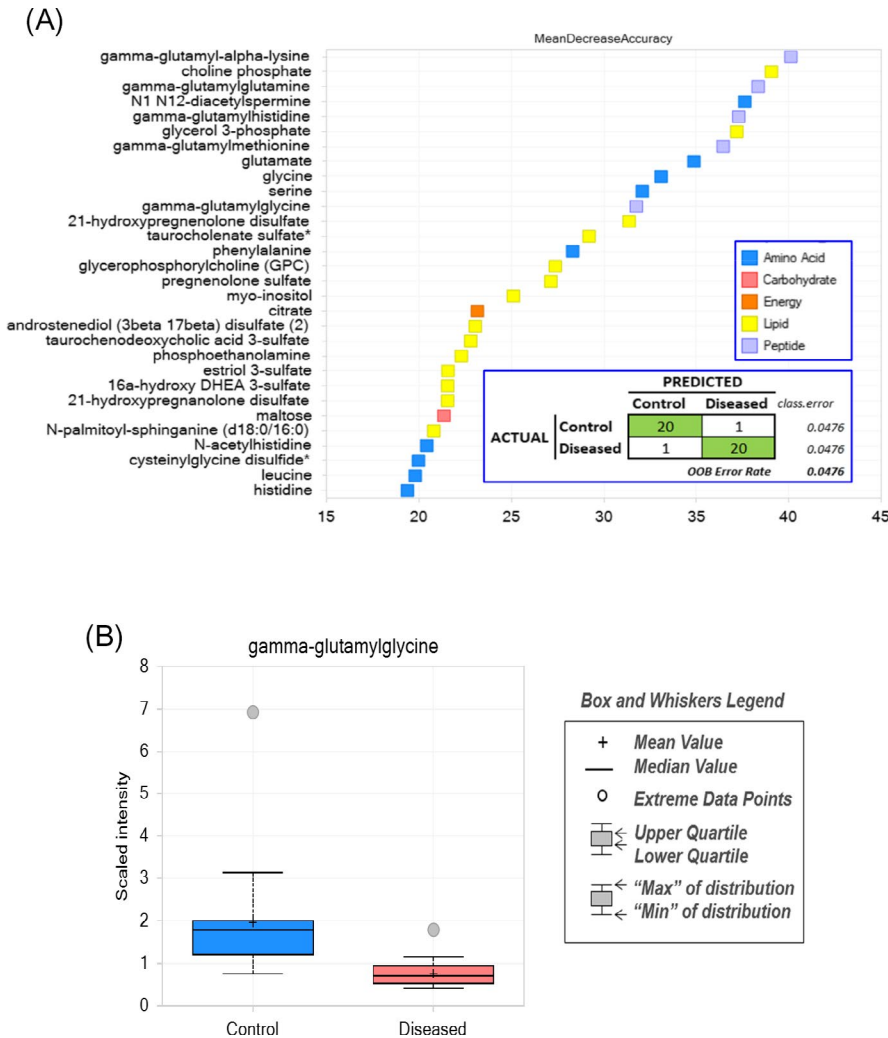 (A)
MeanDecreaseAccuracy
gamma-glutamyl-alpha-lysine
choline phosphate
gamma-glutamylglutamine
N1 N12-diacetylspermine
gamma-glutamylhistidine
glycerol 3-phosphate
gamma-glutamylmethionine
glutamate
glycine
serine
gamma-glutamylglycine
21-hydroxypregnenolone disulfate
taurocholenate sulfate*
phenylalanine
glycerophosphorylcholine (GPC)
pregnenolone sulfate
myo-inositol
citrate
androstenediol (3beta 17beta) disulfate (2)
taurochenodeoxycholic acid 3-sulfate
phosphoethanolamine
estriol 3-sulfate
16a-hydroxy DHEA 3-sulfate
21-hydroxypregnanolone disulfate
maltose
N-palmitoyl-sphinganine (d18:0/16:0)
N-acetylhistidine
cysteinylglycine disulfide*
leucine
histidine
Amino Acid
Carbohydrate
Energy
Lipid
Peptide
PREDICTED
Control Diseased class.error
ACTUAL
Control 20 1 0.0476
Diseased 1 20 0.0476
OOB Error Rate 0.0476
15 20 25 30 35 40 45
(B)
gamma-glutamylglycine
Scaled intensity
8
7
6
5
4
3
2
1
0
Control Diseased
Box and Whiskers Legend
+ Mean Value
Median Value
Extreme Data Points
Upper Quartile
Lower Quartile
“Max” of distribution
“Min” of distribution